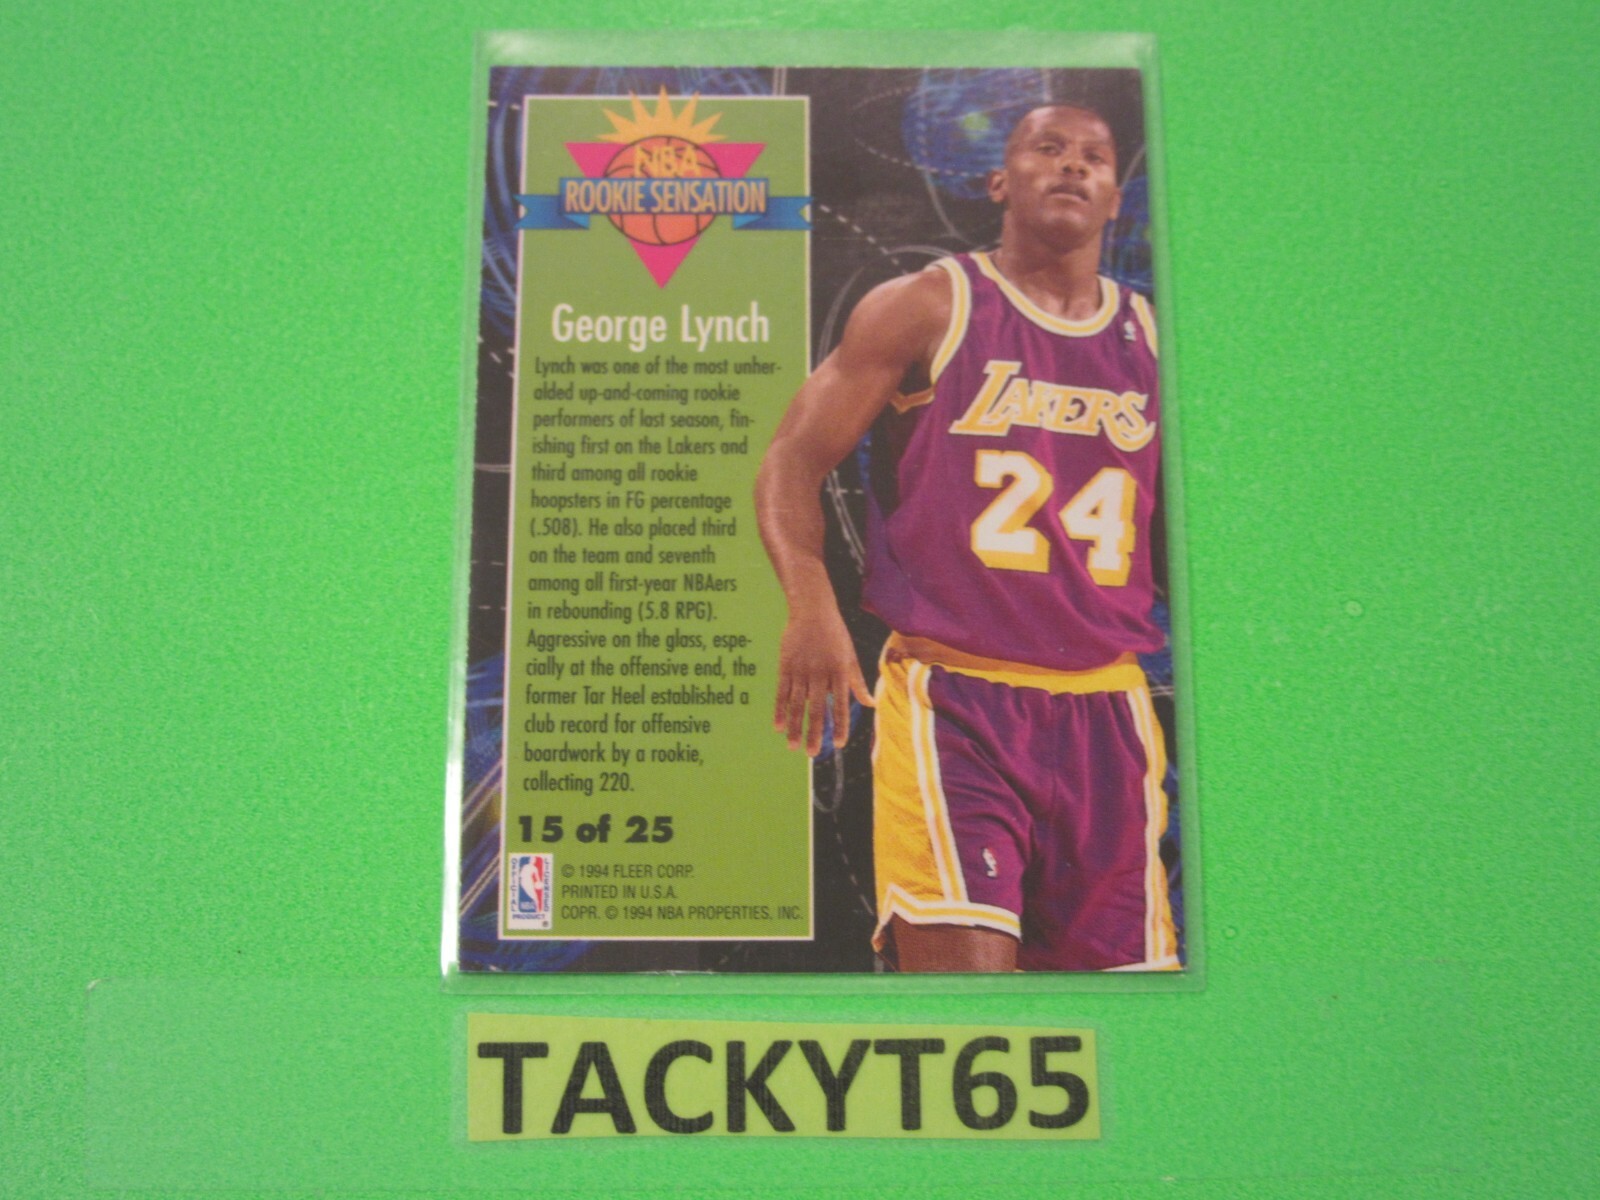 NBA
ROOKIE SENSATION
George Lynch
Lynch was one of the most unher-
alded up-and-coming rookie
performers of last season, fin-
ishing first on the Lakers and
third among all rookie
hoopsters in FG percentage
(.508). He also placed third
on the team and seventh
among all first-year NBAers
in rebounding (5.8 RPG).
Aggressive on the glass, espe-
cially at the offensive end, the
former Tar Heel established a
club record for offensive
boardwork by a rookie,
collecting 220.
15 of 25
OFFICIAL LICENSED
NBA
PRODUCT ®
© 1994 FLEER CORP.
PRINTED IN U.S.A.
COPR. © 1994 NBA PROPERTIES, INC.
LAKERS
24
TACKYT65